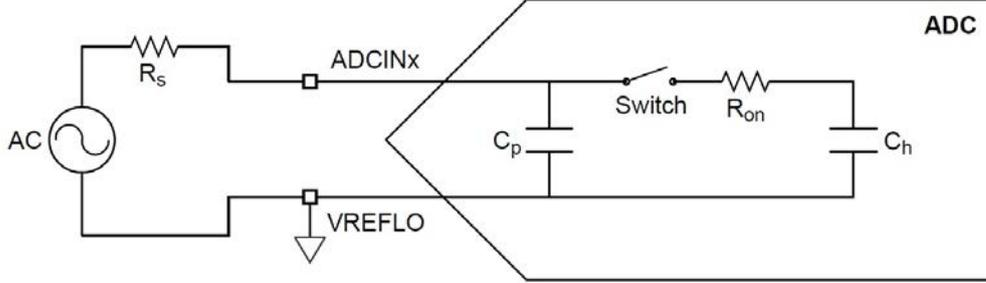 ADC
ADCINx
Rs
Switch
Ron
AC
Cp
Ch
VREFLO